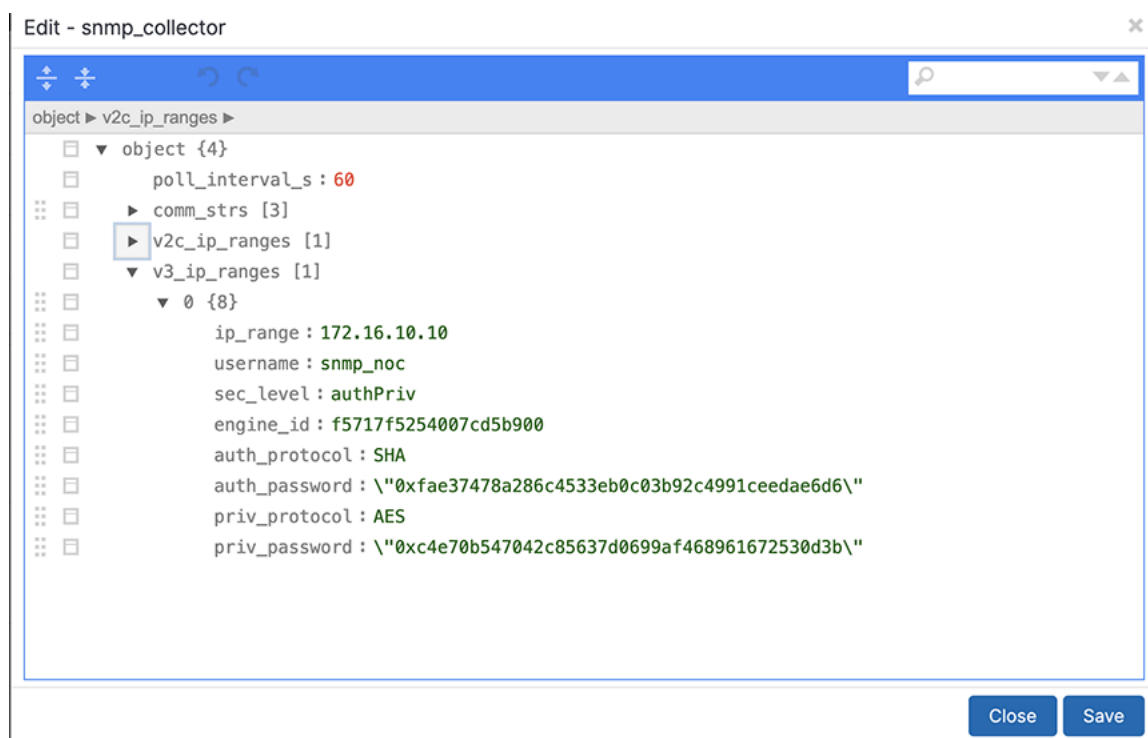 Edit - snmp_collector
object ▶ v2c_ip_ranges ▶
object {4}
poll_interval_s : 60
comm_strs [3]
v2c_ip_ranges [1]
v3_ip_ranges [1]
0 {8}
ip_range : 172.16.10.10
username : snmp_noc
sec_level : authPriv
engine_id : f5717f5254007cd5b900
auth_protocol : SHA
auth_password : \"0xfae37478a286c4533eb0c03b92c4991ceedae6d6\"
priv_protocol : AES
priv_password : \"0xc4e70b547042c85637d0699af468961672530d3b\"
Close Save